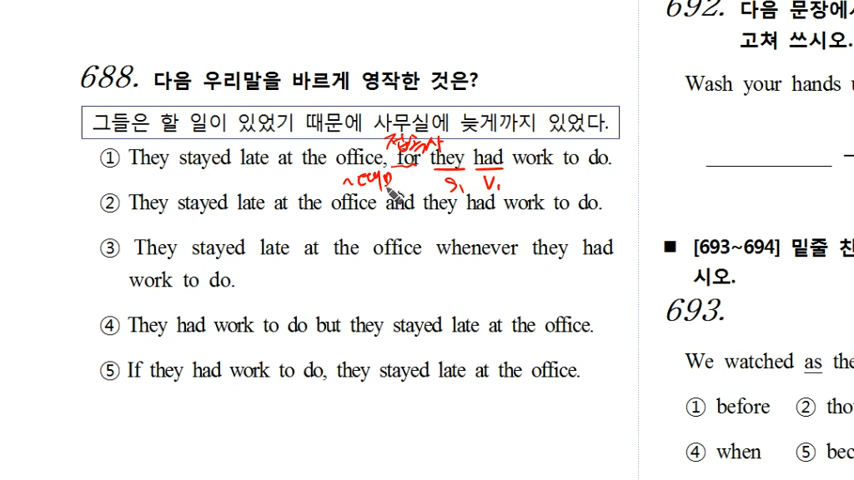 688. 다음 우리말을 바르게 영작한 것은?
그들은 할 일이 있었기 때문에 사무실에 늦게까지 있었다.
접속사
① They stayed late at the office, for they had work to do.
S₁ V₁
② They stayed late at the office and they had work to do.
③ They stayed late at the office whenever they had
work to do.
④ They had work to do but they stayed late at the office.
⑤ If they had work to do, they stayed late at the office.
692. 다음 문장에
고쳐 쓰시오.
Wash your hands
■ [693~694] 밑줄 친
시오.
693.
We watched as the
① before ②
④ when ⑤